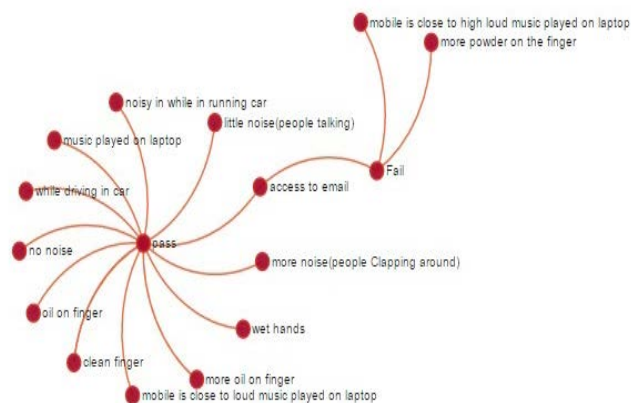 mobile is close to high loud music played on laptop
more powder on the finger
noisy in while in running car
little noise(people talking)
music played on laptop
Fail
while driving in car
access to email
pass
no noise
more noise(people Clapping around)
oil on finger
wet hands
clean finger
more oil on finger
mobile is close to loud music played on laptop